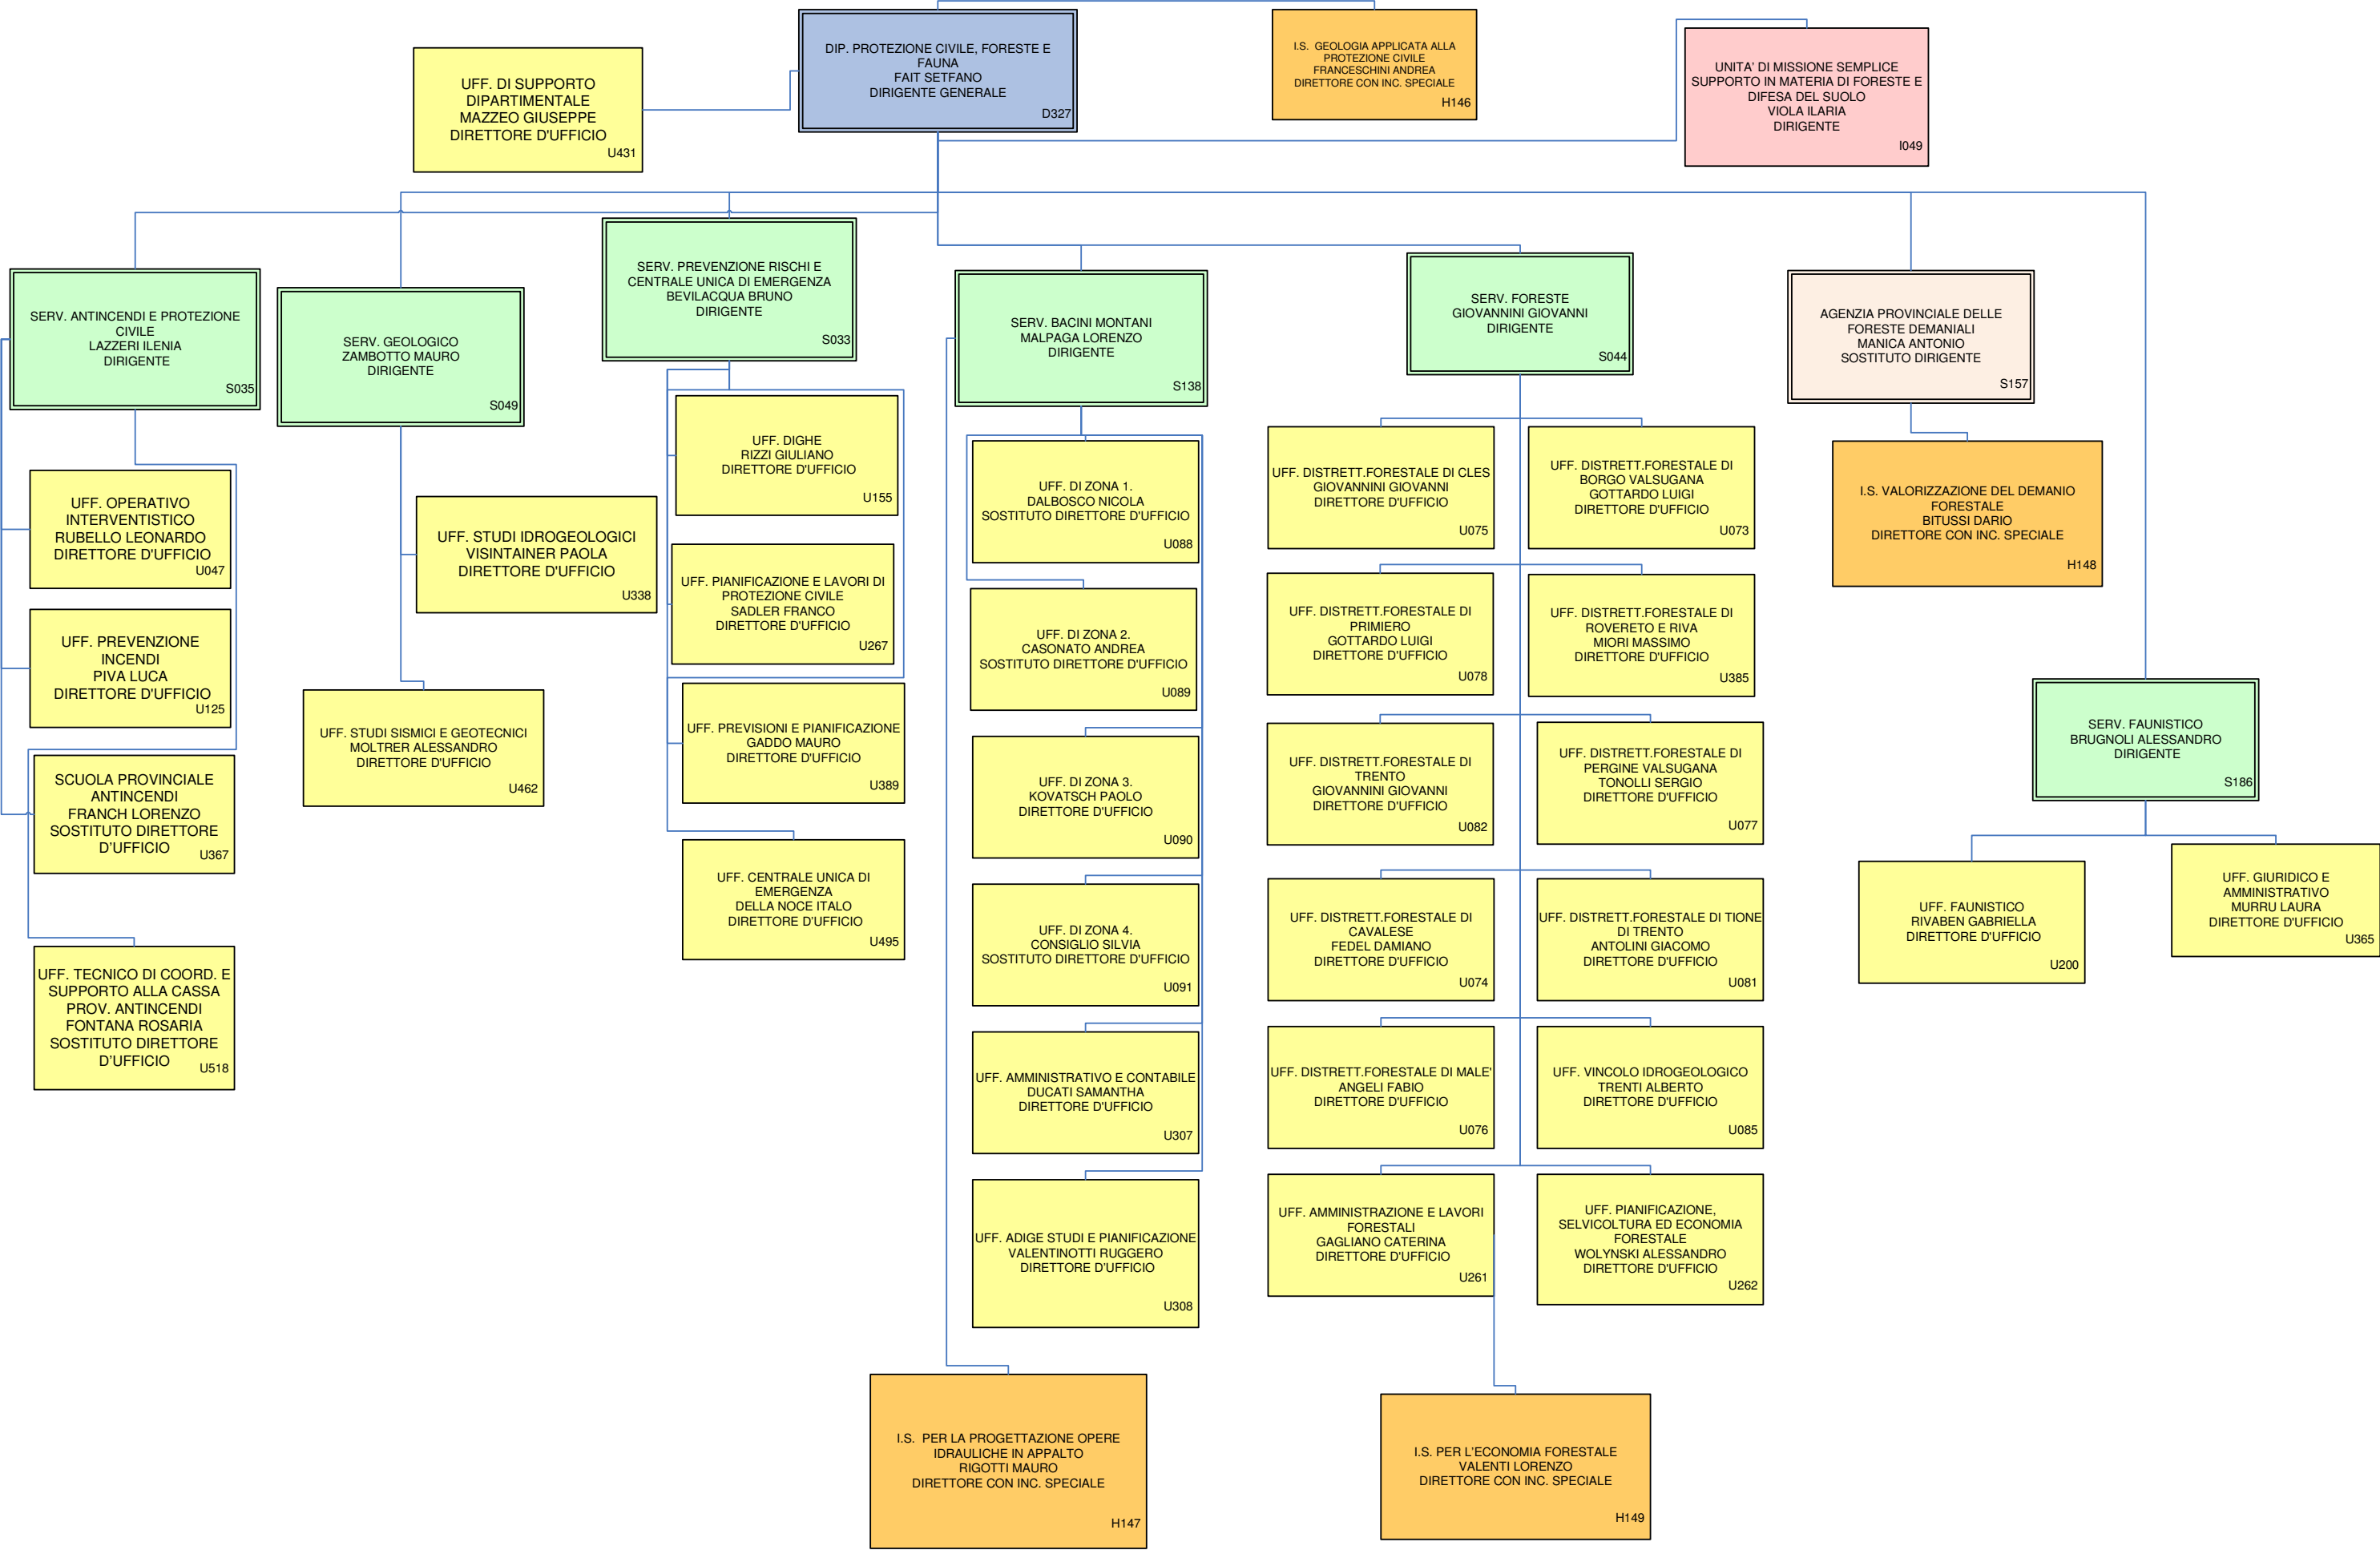 DIP. PROTEZIONE CIVILE, FORESTE E
FAUNA
FAIT SETFANO
DIRIGENTE GENERALE
D327
UFF. DI SUPPORTO
DIPARTIMENTALE
MAZZEO GIUSEPPE
DIRETTORE D'UFFICIO
U431
I.S. GEOLOGIA APPLICATA ALLA
PROTEZIONE CIVILE
FRANCESCHINI ANDREA
DIRETTORE CON INC. SPECIALE
H146
UNITA' DI MISSIONE SEMPLICE
SUPPORTO IN MATERIA DI FORESTE E
DIFESA DEL SUOLO
VIOLA ILARIA
DIRIGENTE
I049
SERV. ANTINCENDI E PROTEZIONE
CIVILE
LAZZERI ILENIA
DIRIGENTE
S035
UFF. OPERATIVO
INTERVENTISTICO
RUBELLO LEONARDO
DIRETTORE D'UFFICIO
U047
UFF. PREVENZIONE
INCENDI
PIVA LUCA
DIRETTORE D'UFFICIO
U125
SCUOLA PROVINCIALE
ANTINCENDI
FRANCH LORENZO
SOSTITUTO DIRETTORE
D'UFFICIO
U367
UFF. TECNICO DI COORD. E
SUPPORTO ALLA CASSA
PROV. ANTINCENDI
FONTANA ROSARIA
SOSTITUTO DIRETTORE
D'UFFICIO
U518
SERV. GEOLOGICO
ZAMBOTTO MAURO
DIRIGENTE
S049
UFF. STUDI IDROGEOLOGICI
VISINTAINER PAOLA
DIRETTORE D'UFFICIO
U338
UFF. STUDI SISMICI E GEOTECNICI
MOLTRER ALESSANDRO
DIRETTORE D'UFFICIO
U462
SERV. PREVENZIONE RISCHI E
CENTRALE UNICA DI EMERGENZA
BEVILACQUA BRUNO
DIRIGENTE
S033
UFF. DIGHE
RIZZI GIULIANO
DIRETTORE D'UFFICIO
U155
UFF. PIANIFICAZIONE E LAVORI DI
PROTEZIONE CIVILE
SADLER FRANCO
DIRETTORE D'UFFICIO
U267
UFF. PREVISIONI E PIANIFICAZIONE
GADDO MAURO
DIRETTORE D'UFFICIO
U389
UFF. CENTRALE UNICA DI
EMERGENZA
DELLA NOCE ITALO
DIRETTORE D'UFFICIO
U495
SERV. BACINI MONTANI
MALPAGA LORENZO
DIRIGENTE
S138
UFF. DI ZONA 1.
DALBOSCO NICOLA
SOSTITUTO DIRETTORE D'UFFICIO
U088
UFF. DI ZONA 2.
CASONATO ANDREA
SOSTITUTO DIRETTORE D'UFFICIO
U089
UFF. DI ZONA 3.
KOVATSCH PAOLO
DIRETTORE D'UFFICIO
U090
UFF. DI ZONA 4.
CONSIGLIO SILVIA
SOSTITUTO DIRETTORE D'UFFICIO
U091
UFF. AMMINISTRATIVO E CONTABILE
DUCATI SAMANTHA
DIRETTORE D'UFFICIO
U307
UFF. ADIGE STUDI E PIANIFICAZIONE
VALENTINOTTI RUGGERO
DIRETTORE D'UFFICIO
U308
I.S. PER LA PROGETTAZIONE OPERE
IDRAULICHE IN APPALTO
RIGOTTI MAURO
DIRETTORE CON INC. SPECIALE
H147
SERV. FORESTE
GIOVANNINI GIOVANNI
DIRIGENTE
S044
UFF. DISTRETT.FORESTALE DI CLES
GIOVANNINI GIOVANNI
DIRETTORE D'UFFICIO
U075
UFF. DISTRETT.FORESTALE DI
BORGO VALSUGANA
GOTTARDO LUIGI
DIRETTORE D'UFFICIO
U073
UFF. DISTRETT.FORESTALE DI
PRIMIERO
GOTTARDO LUIGI
DIRETTORE D'UFFICIO
U078
UFF. DISTRETT.FORESTALE DI
ROVERETO E RIVA
MIORI MASSIMO
DIRETTORE D'UFFICIO
U385
UFF. DISTRETT.FORESTALE DI
TRENTO
GIOVANNINI GIOVANNI
DIRETTORE D'UFFICIO
U082
UFF. DISTRETT.FORESTALE DI
PERGINE VALSUGANA
TONOLLI SERGIO
DIRETTORE D'UFFICIO
U077
UFF. DISTRETT.FORESTALE DI
CAVALESE
FEDEL DAMIANO
DIRETTORE D'UFFICIO
U074
UFF. DISTRETT.FORESTALE DI TIONE
DI TRENTO
ANTOLINI GIACOMO
DIRETTORE D'UFFICIO
U081
UFF. DISTRETT.FORESTALE DI MALE'
ANGELI FABIO
DIRETTORE D'UFFICIO
U076
UFF. VINCOLO IDROGEOLOGICO
TRENTI ALBERTO
DIRETTORE D'UFFICIO
U085
UFF. AMMINISTRAZIONE E LAVORI
FORESTALI
GAGLIANO CATERINA
DIRETTORE D'UFFICIO
U261
UFF. PIANIFICAZIONE,
SELVICOLTURA ED ECONOMIA
FORESTALE
WOLYNSKI ALESSANDRO
DIRETTORE D'UFFICIO
U262
I.S. PER L'ECONOMIA FORESTALE
VALENTI LORENZO
DIRETTORE CON INC. SPECIALE
H149
AGENZIA PROVINCIALE DELLE
FORESTE DEMANIALI
MANICA ANTONIO
SOSTITUTO DIRIGENTE
S157
I.S. VALORIZZAZIONE DEL DEMANIO
FORESTALE
BITUSSI DARIO
DIRETTORE CON INC. SPECIALE
H148
SERV. FAUNISTICO
BRUGNOLI ALESSANDRO
DIRIGENTE
S186
UFF. FAUNISTICO
RIVABEN GABRIELLA
DIRETTORE D'UFFICIO
U200
UFF. GIURIDICO E
AMMINISTRATIVO
MURRU LAURA
DIRETTORE D'UFFICIO
U365